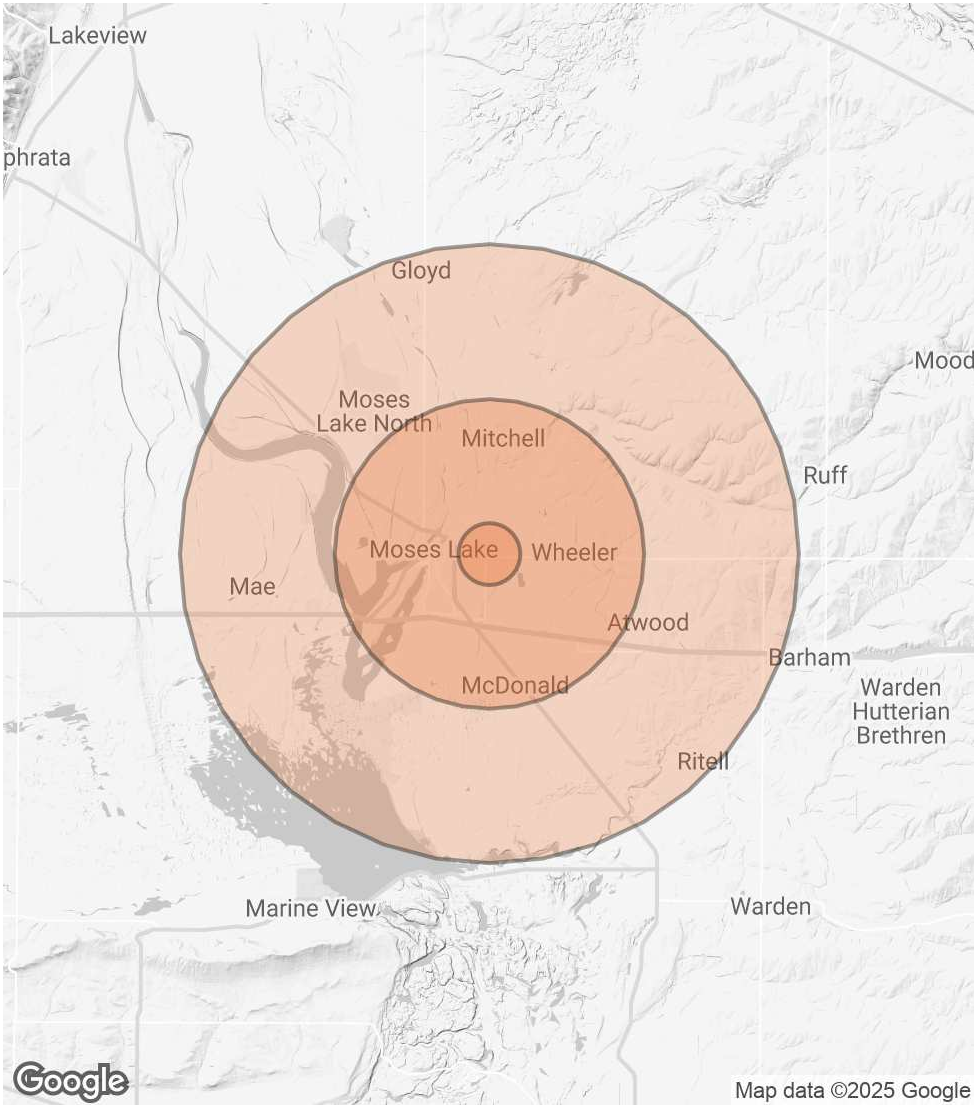 Lakeview
phrata
Gloyd
Mood
Moses
Lake North
Mitchell
Ruff
Moses Lake
Wheeler
Mae
Atwood
Barham
McDonald
Warden
Hutterian
Brethren
Ritell
Marine View
Warden
Google
Map data ©2025 Google